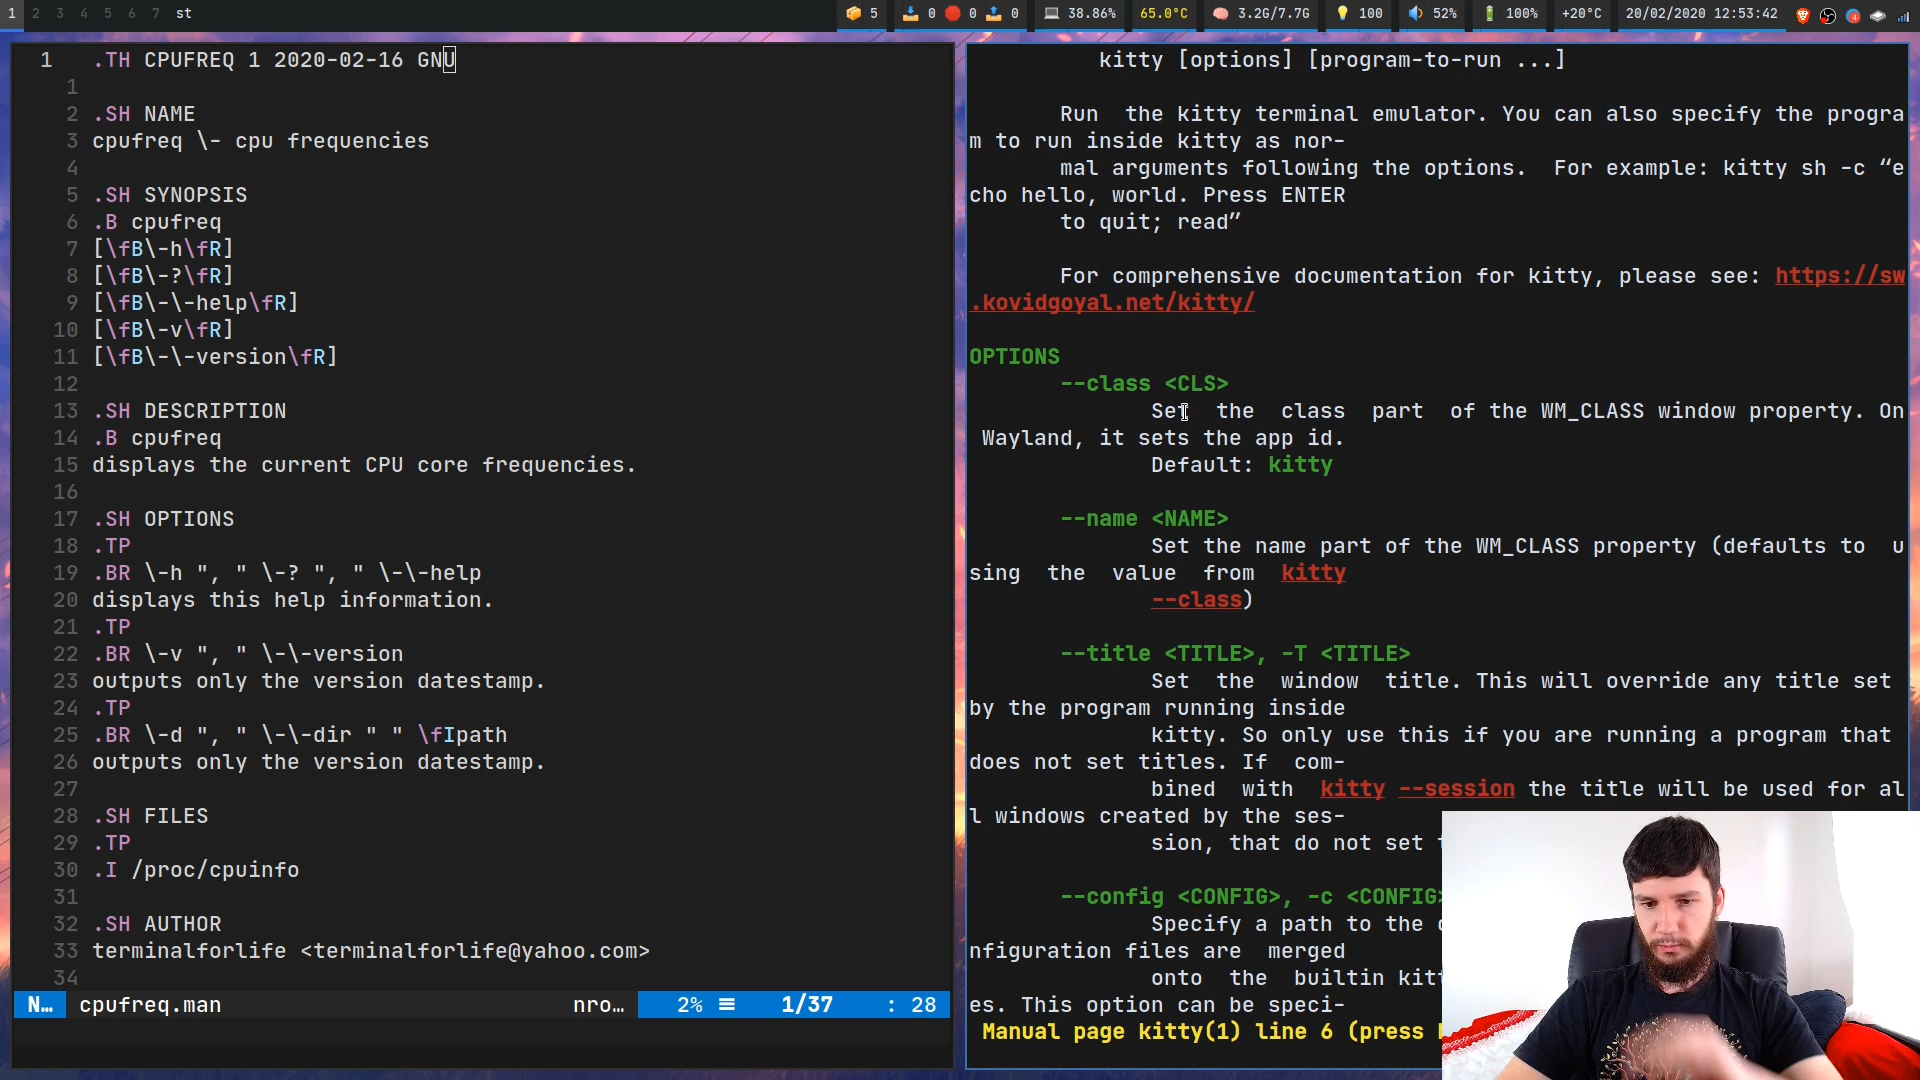 1 2 3 4 5 6 7 st
5 0 0 0 38.86% 65.0°C 3.2G/7.7G 100 52% 100% +20°C 20/02/2020 12:53:42 4
1 .TH CPUFREQ 1 2020-02-16 GNU
1
2 .SH NAME
3 cpufreq \- cpu frequencies
4
5 .SH SYNOPSIS
6 .B cpufreq
7 [\fB\-h\fR]
8 [\fB\-?\fR]
9 [\fB\-\-help\fR]
10 [\fB\-v\fR]
11 [\fB\-\-version\fR]
12
13 .SH DESCRIPTION
14 .B cpufreq
15 displays the current CPU core frequencies.
16
17 .SH OPTIONS
18 .TP
19 .BR \-h ", " \-? ", " \-\-help
20 displays this help information.
21 .TP
22 .BR \-v ", " \-\-version
23 outputs only the version datestamp.
24 .TP
25 .BR \-d ", " \-\-dir " " \fIpath
26 outputs only the version datestamp.
27
28 .SH FILES
29 .TP
30 .I /proc/cpuinfo
31
32 .SH AUTHOR
33 terminalforlife <terminalforlife@yahoo.com>
34
N… cpufreq.man nro… 2% ≡ 1/37 : 28
kitty [options] [program-to-run ...]
Run  the kitty terminal emulator. You can also specify the progra
m to run inside kitty as nor-
mal arguments following the options.  For example: kitty sh -c “e
cho hello, world. Press ENTER
to quit; read”
For comprehensive documentation for kitty, please see: https://sw
.kovidgoyal.net/kitty/
OPTIONS
--class <CLS>
Set  the  class  part  of the WM_CLASS window property. On
Wayland, it sets the app id.
Default: kitty
--name <NAME>
Set the name part of the WM_CLASS property (defaults to  u
sing  the  value  from  kitty
--class)
--title <TITLE>, -T <TITLE>
Set  the  window  title. This will override any title set
by the program running inside
kitty. So only use this if you are running a program that
does not set titles. If  com-
bined  with  kitty --session the title will be used for al
l windows created by the ses-
sion, that do not set
--config <CONFIG>, -c <CONFIG>
Specify a path to the
nfiguration files are  merged
onto  the  builtin
es. This option can be speci-
Manual page kitty(1) line 6 (press